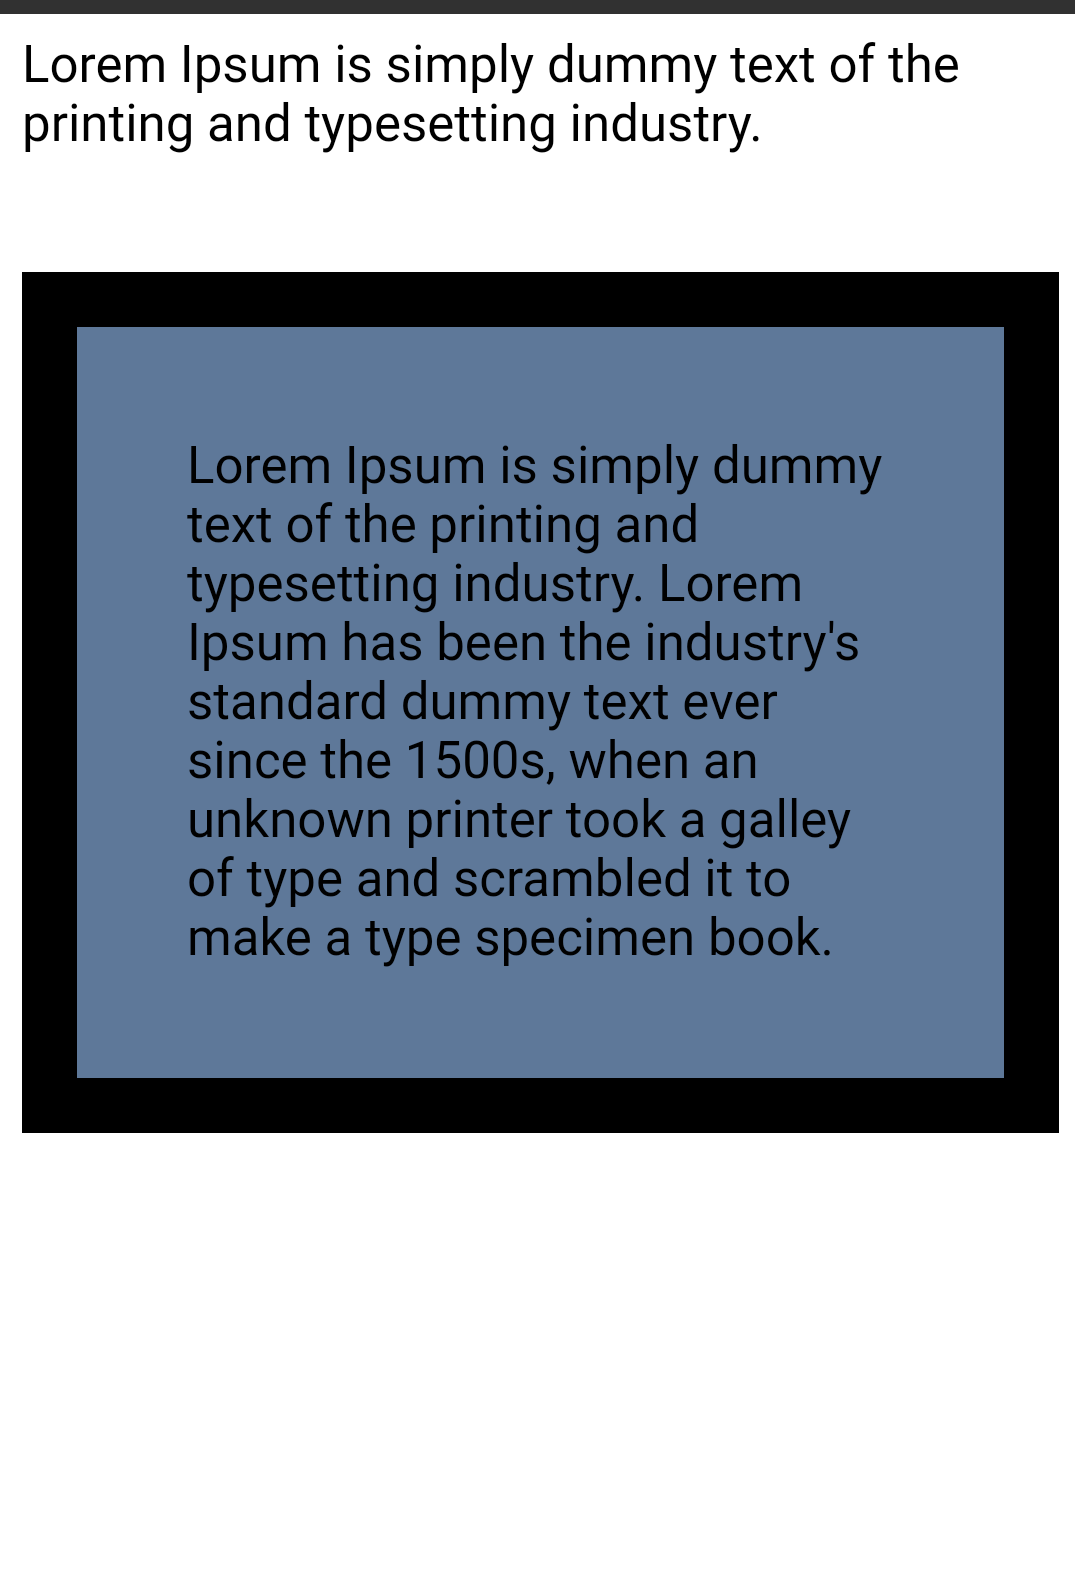 Lorem Ipsum is simply dummy text of the
printing and typesetting industry.
Lorem Ipsum is simply dummy
text of the printing and
typesetting industry. Lorem
Ipsum has been the industry's
standard dummy text ever
since the 1500s, when an
unknown printer took a galley
of type and scrambled it to
make a type specimen book.